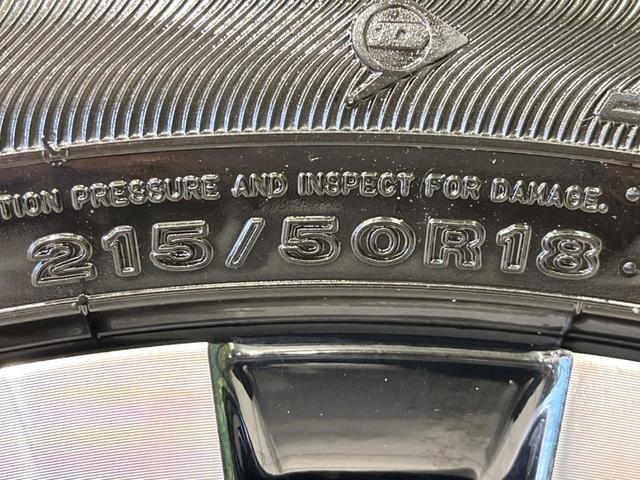 TION PRESSURE AND INSPECT FOR DAMAGE.
215/50R18